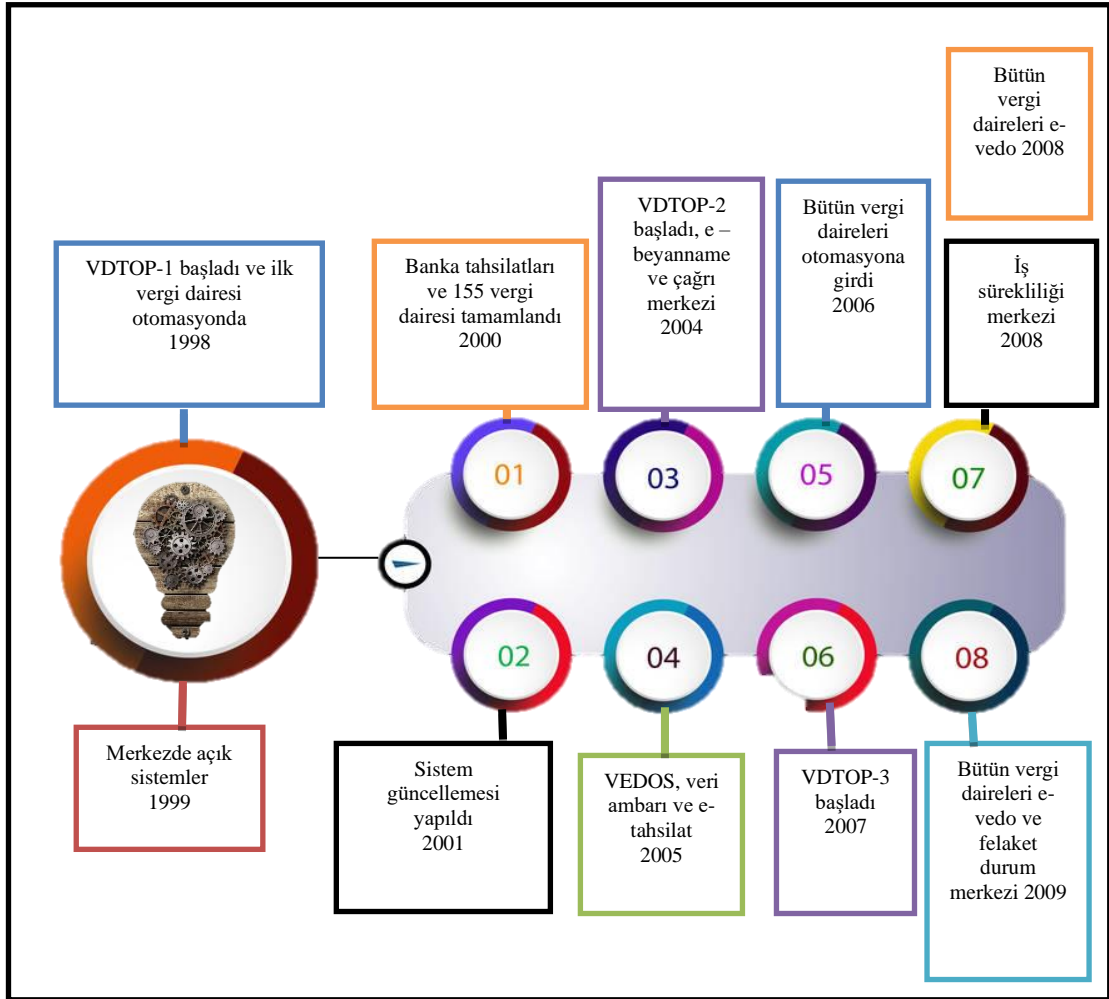 VDTOP-1 başladı ve ilk
vergi dairesi
otomasyonda
1998
Merkezde açık
sistemler
1999
Banka tahsilatları
ve 155 vergi
dairesi tamamlandı
2000
01
Sistem
güncellemesi
yapıldı
2001
02
VDTOP-2
başladı, e –
beyanname
ve çağrı
merkezi
2004
03
VEDOS, veri
ambarı ve e-
tahsilat
2005
04
Bütün vergi
daireleri
otomasyona
girdi
2006
05
VDTOP-3
başladı
2007
06
Bütün
vergi
daireleri e-
vedo 2008
İş
sürekliliği
merkezi
2008
07
Bütün vergi
daireleri e-
vedo ve
felaket
durum
merkezi 2009
08